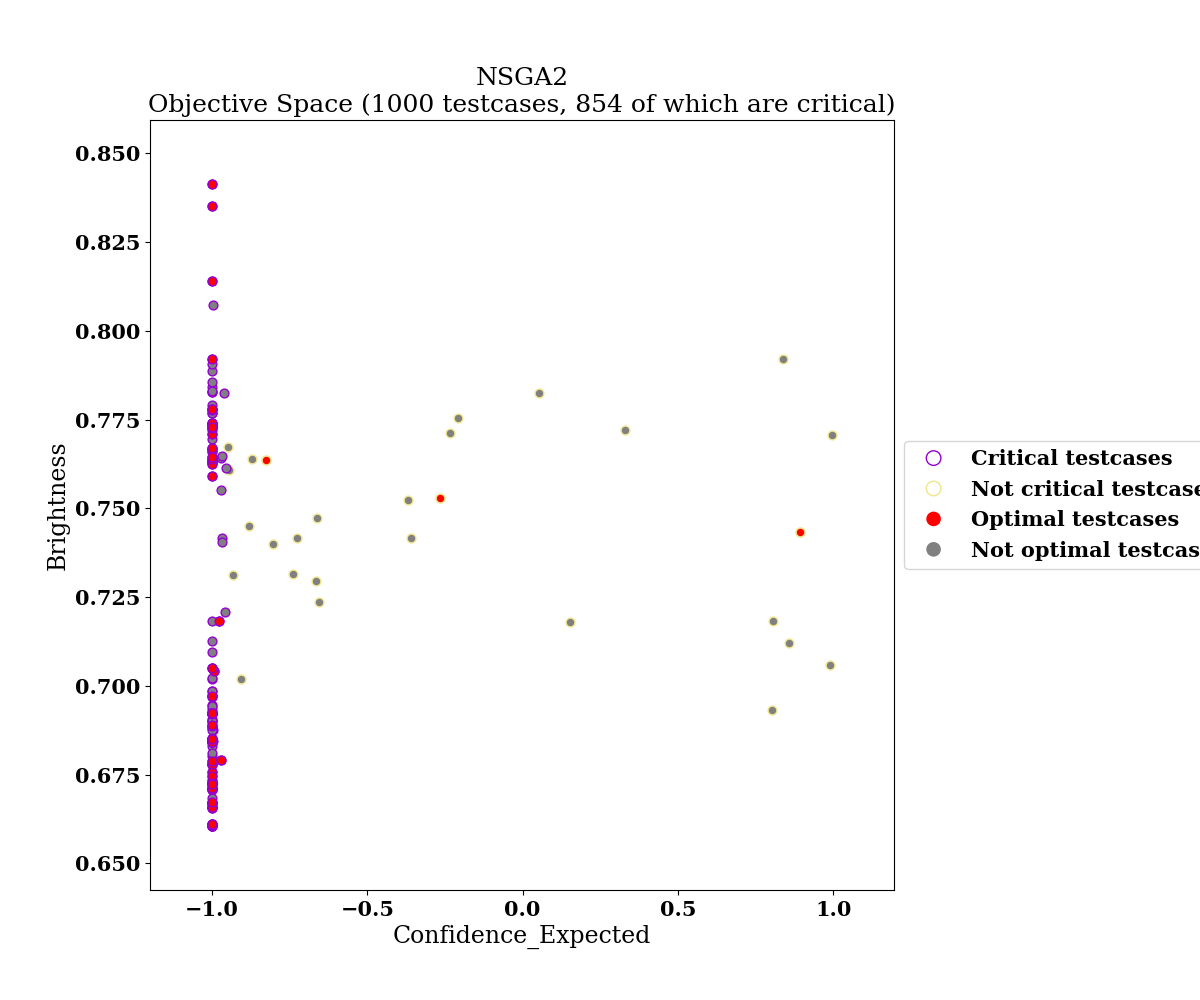 NSGA2
Objective Space (1000 testcases, 854 of which are critical)
0.850
0.825
0.800
0.775
0.750
0.725
0.700
0.675
0.650
Brightness
−1.0
−0.5
0.0
0.5
1.0
Confidence_Expected
Critical testcases
Not critical testcase
Optimal testcases
Not optimal testcas